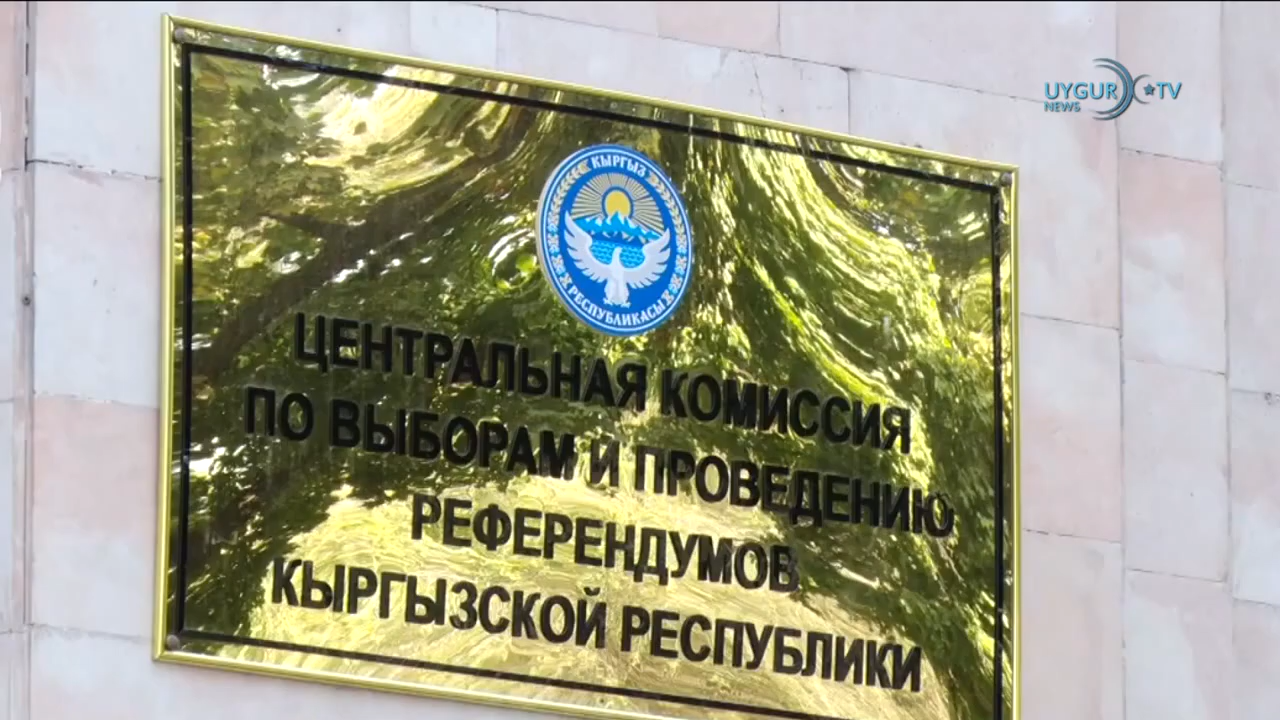 UYGUR TV
NEWS
КЫРГЫЗ
РЕСПУБЛИКАСЫ
ЦЕНТРАЛЬНАЯ КОМИССИЯ
ПО ВЫБОРАМ И ПРОВЕДЕНИЮ
РЕФЕРЕНДУМОВ
КЫРГЫЗСКОЙ РЕСПУБЛИКИ